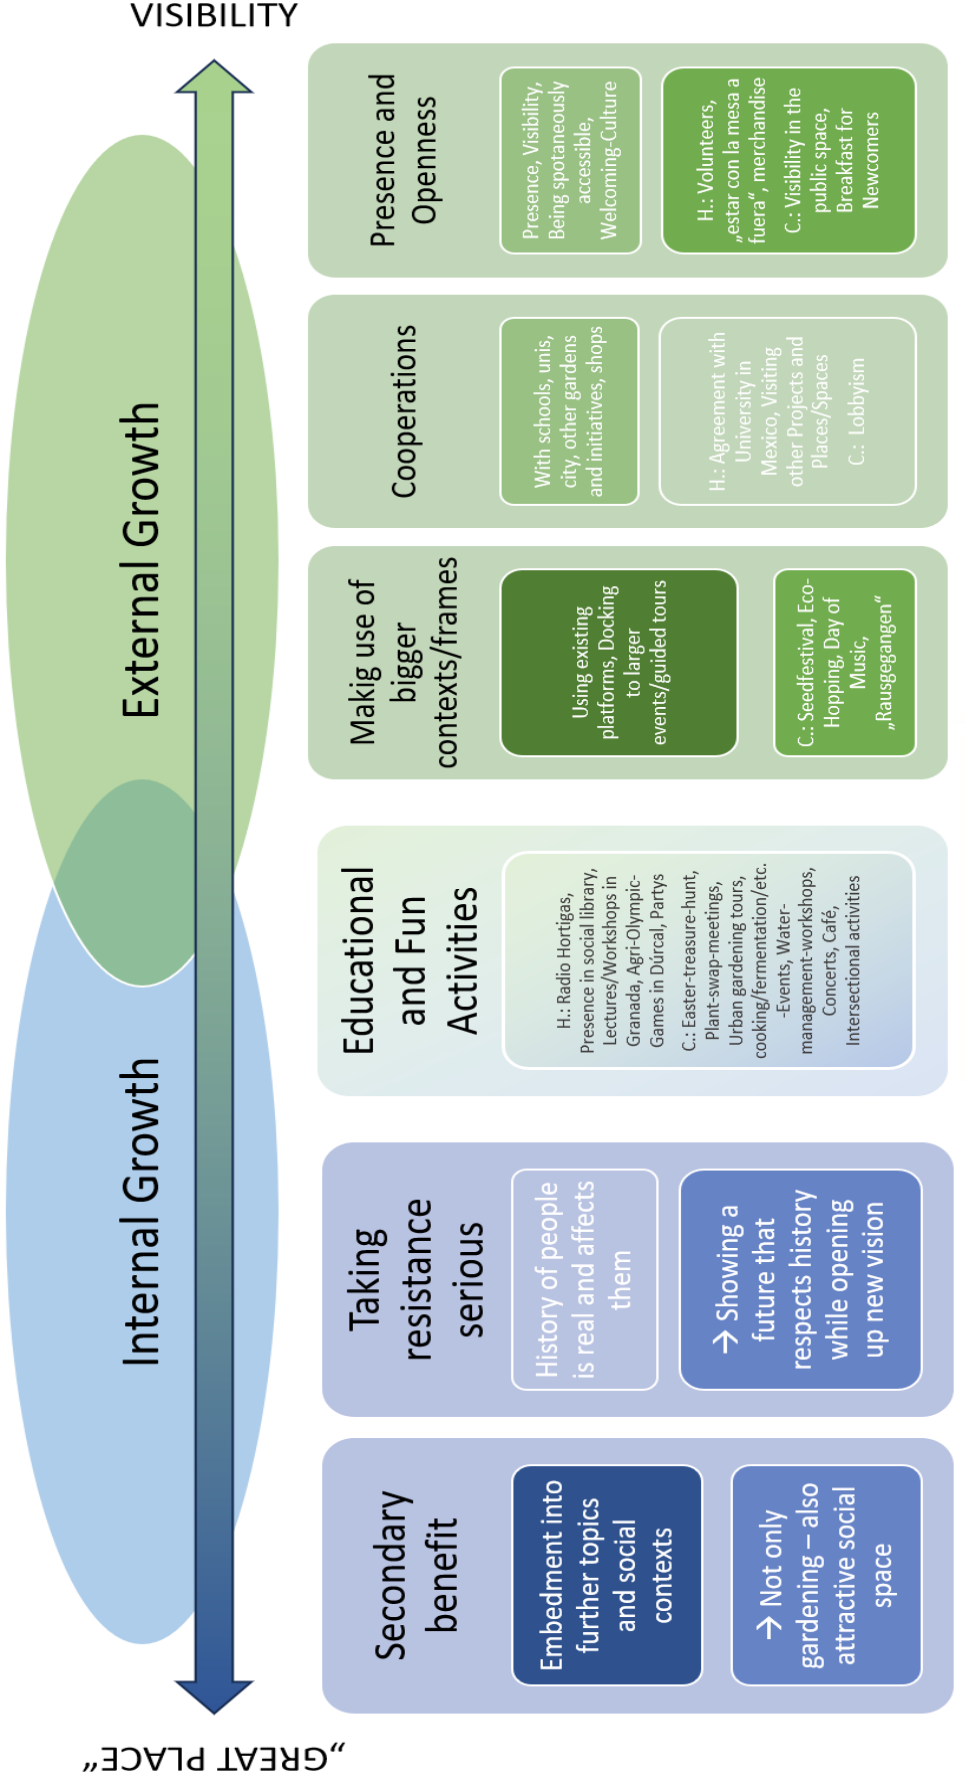 VISIBILITY
„GREAT PLACE“
Internal Growth
External Growth
Secondary
benefit
Embedment into
further topics
and social
contexts
→ Not only
gardening – also
attractive social
space
Taking
resistance
serious
History of people
is real and affects
them
→ Showing a
future that
respects history
while opening
up new vision
Educational
and Fun
Activities
H.: Radio Hortigas,
Presence in social library,
Lectures/Workshops in
Granada, Agri-Olympic-
Games in Dúrcal, Partys
C.: Easter-treasure-hunt,
Plant-swap-meetings,
Urban gardening tours,
cooking/fermentation/etc.
-Events, Water-
management-workshops,
Concerts, Café,
Intersectional activities
Makig use of
bigger
contexts/frames
Using existing
platforms, Docking
to larger
events/guided tours
C.: Seedfestival, Eco-
Hopping, Day of
Music,
„Rausgegangen“
Cooperations
With schools, unis,
city, other gardens
and initiatives, shops
H.: Agreement with
University in
Mexico, Visiting
other Projects and
Places/Spaces
C.: Lobbyism
Presence and
Openness
Presence, Visibility,
Being spotaneously
accessible,
Welcoming-Culture
H.: Volunteers,
„estar con la mesa a
fuera“, merchandise
C.: Visibility in the
public space,
Breakfast for
Newcomers